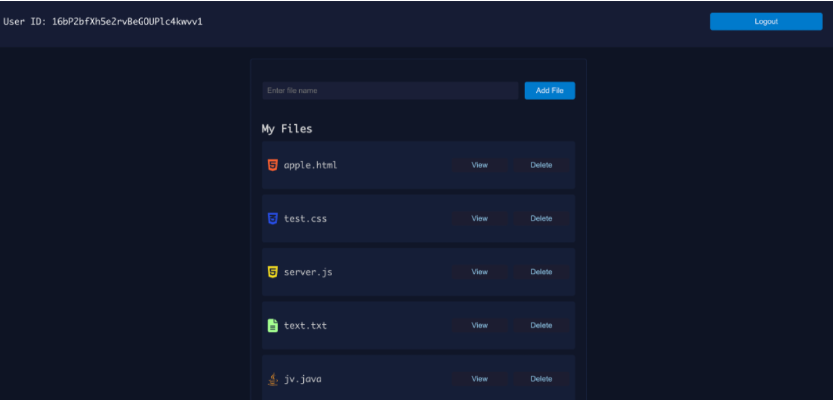 User ID: 16bP2bfXh5e2rvBeGOUPlc4kwvv1
Logout
Enter file name
Add File
My Files
apple.html View Delete
test.css View Delete
server.js View Delete
text.txt View Delete
jv.java View Delete